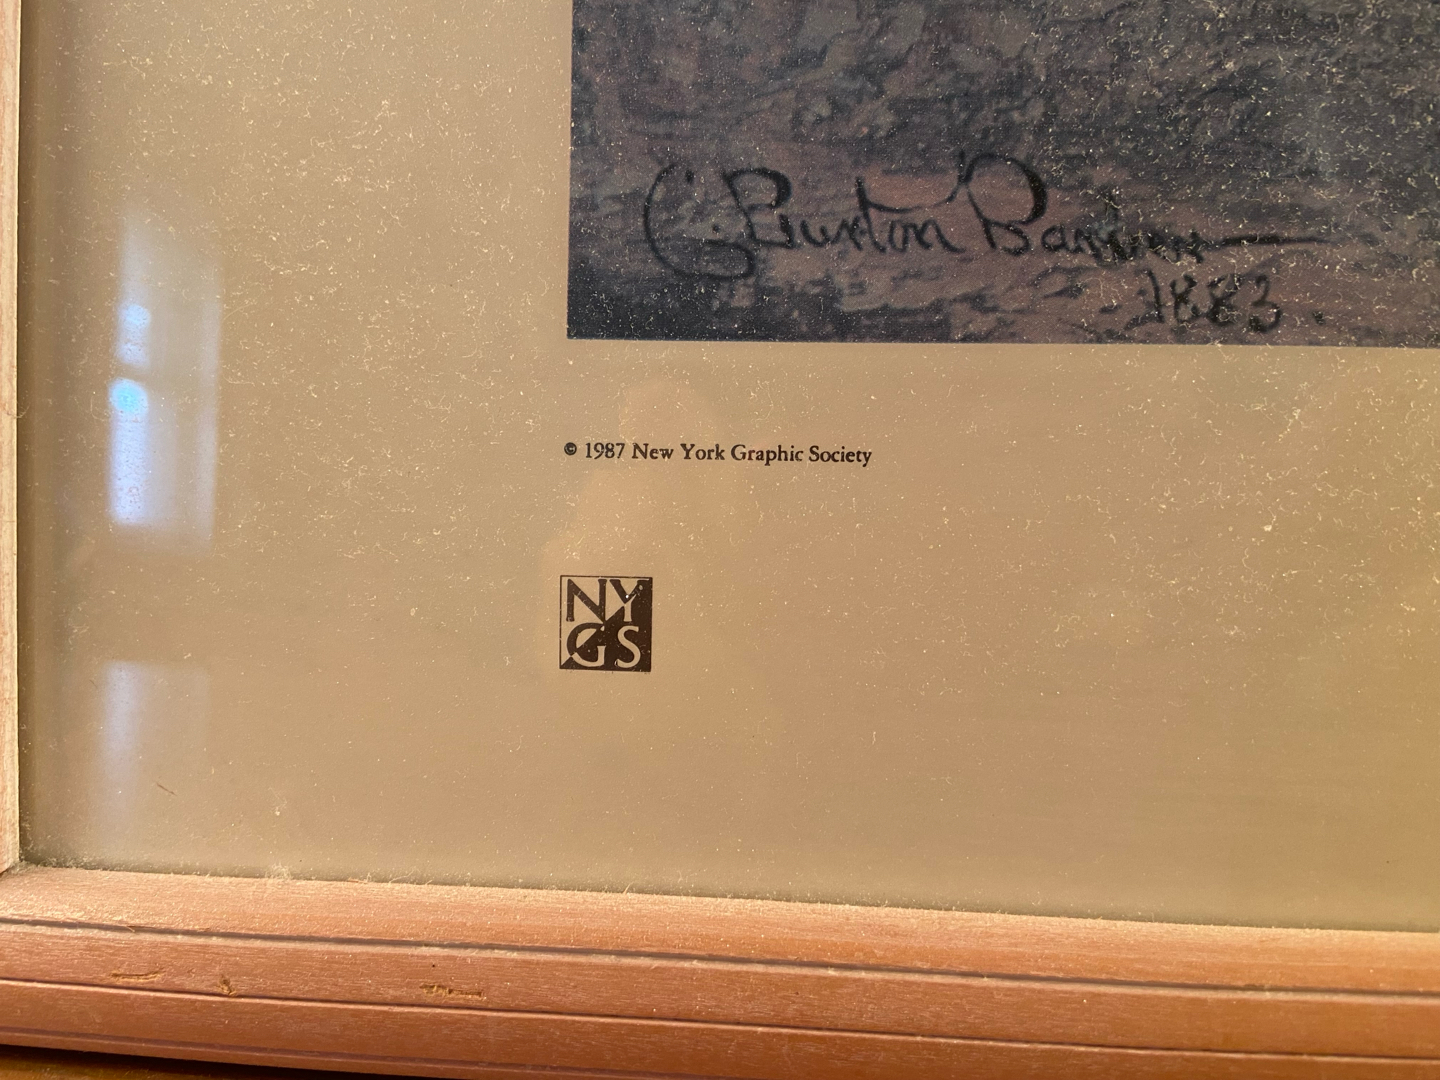 C. Burton Barber
1883.
© 1987 New York Graphic Society
NY
GS